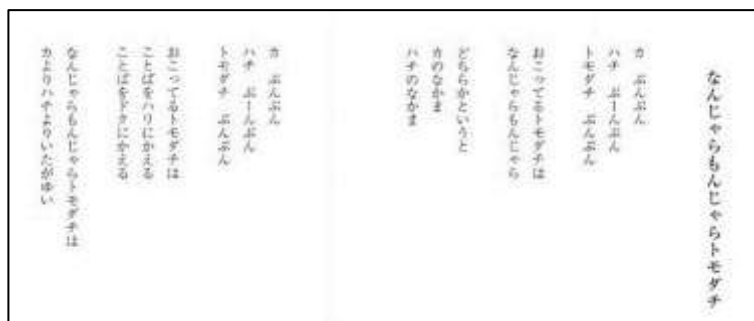 なんじゃらもんじゃらトモダチ
カ　ぶんぶん
ハチ　ぶーんぶん
トモダチ　ぷんぷん
おこってるトモダチは
なんじゃらもんじゃら
どちらかというと
カのなかま
ハチのなかま
カ　ぶんぶん
ハチ　ぶーんぶん
トモダチ　ぷんぷん
おこってるトモダチは
ことばをハリにかえる
ことばをドクにかえる
なんじゃらもんじゃらトモダチは
カよりハチよりいたがゆい